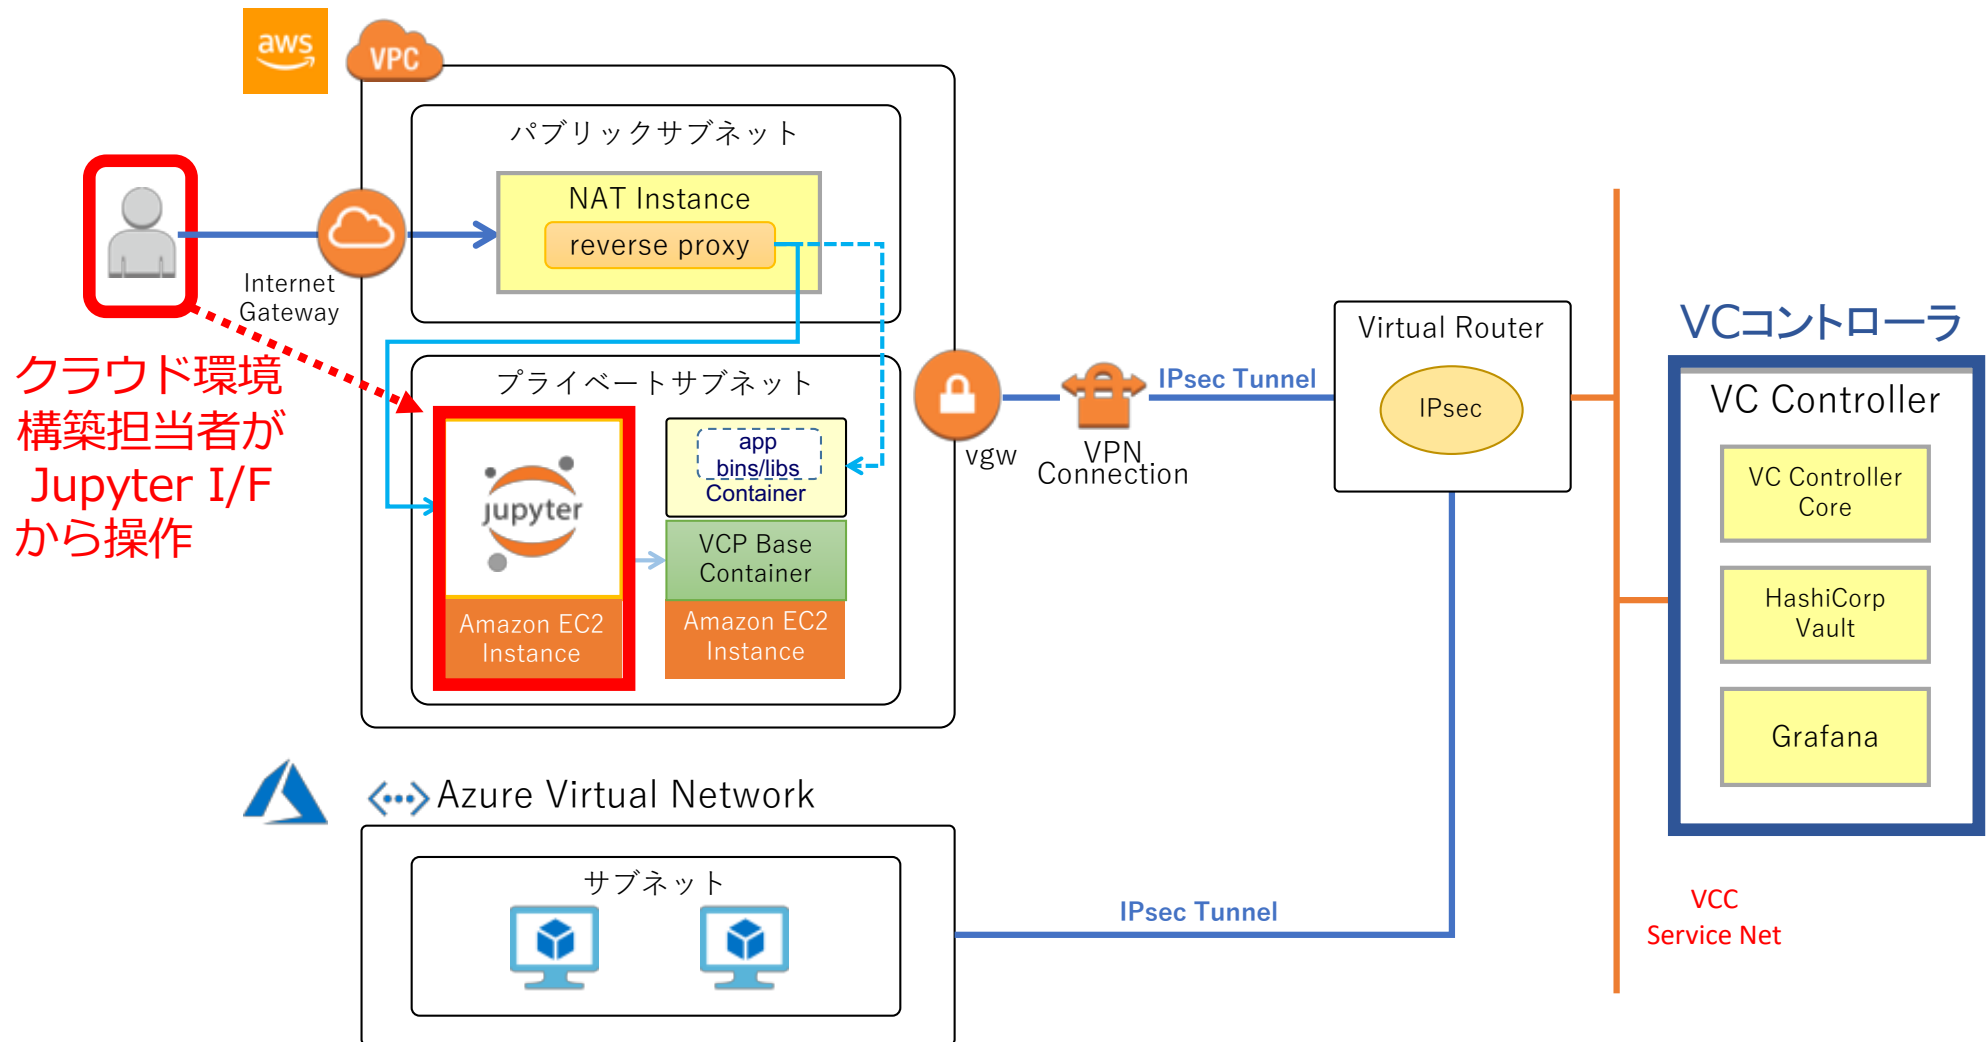 aws
VPC
パブリックサブネット
NAT Instance
reverse proxy
Internet
Gateway
クラウド環境
構築担当者が
Jupyter I/F
から操作
プライベートサブネット
jupyter
Amazon EC2
Instance
app
bins/libs
Container
VCP Base
Container
Amazon EC2
Instance
vgw
VPN
Connection
IPsec Tunnel
Virtual Router
IPsec
VCコントローラ
VC Controller
VC Controller
Core
HashiCorp
Vault
Grafana
VCC
Service Net
Azure Virtual Network
サブネット
IPsec Tunnel